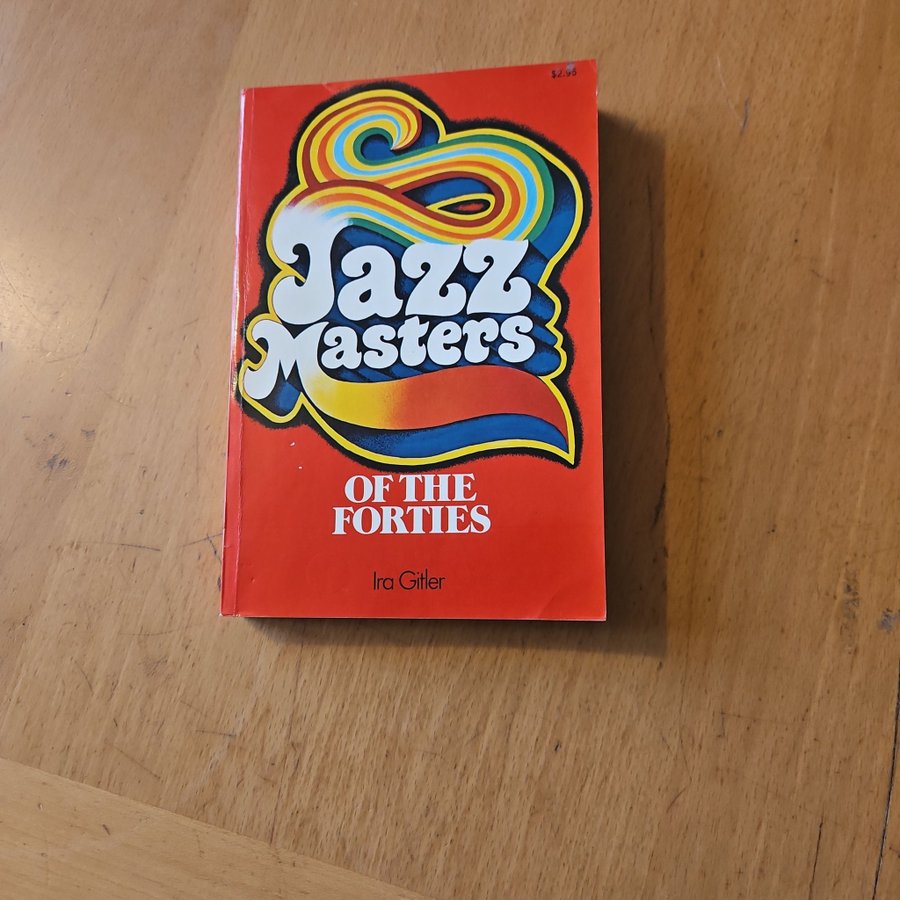 $2.95
Jazz
Masters
OF THE
FORTIES
Ira Gitler